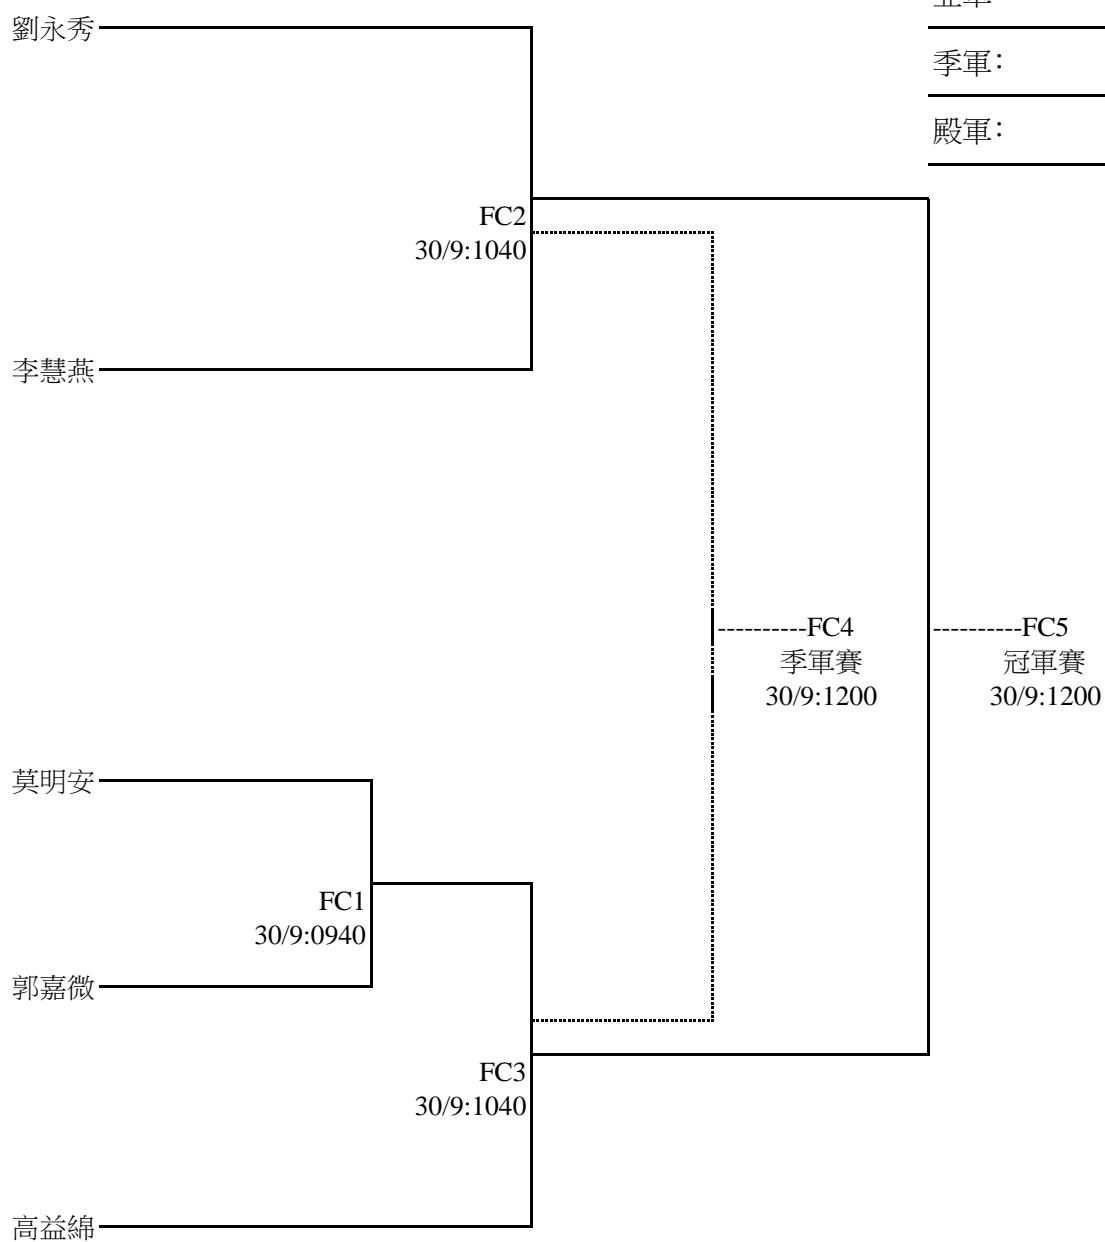 劉永秀
季軍：
殿軍：
FC2
30/9:1040
李慧燕
----------FC4
季軍賽
30/9:1200
----------FC5
冠軍賽
30/9:1200
莫明安
FC1
30/9:0940
郭嘉微
FC3
30/9:1040
高益綿